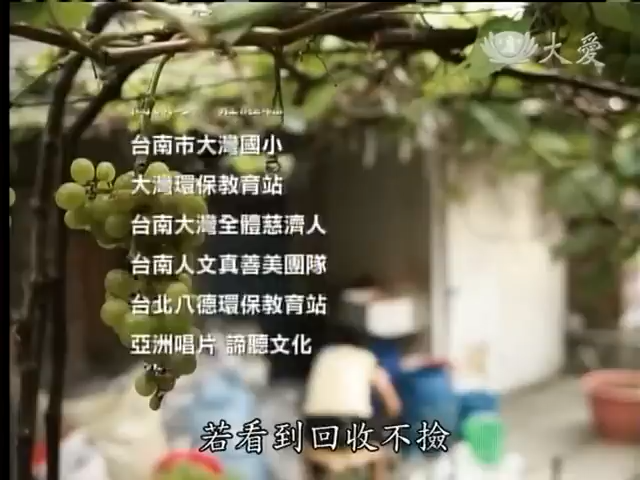 大愛
台南市大灣國小
大灣環保教育站
台南大灣全體慈濟人
台南人文真善美團隊
台北八德環保教育站
亞洲唱片 諦聽文化
若看到回收不撿